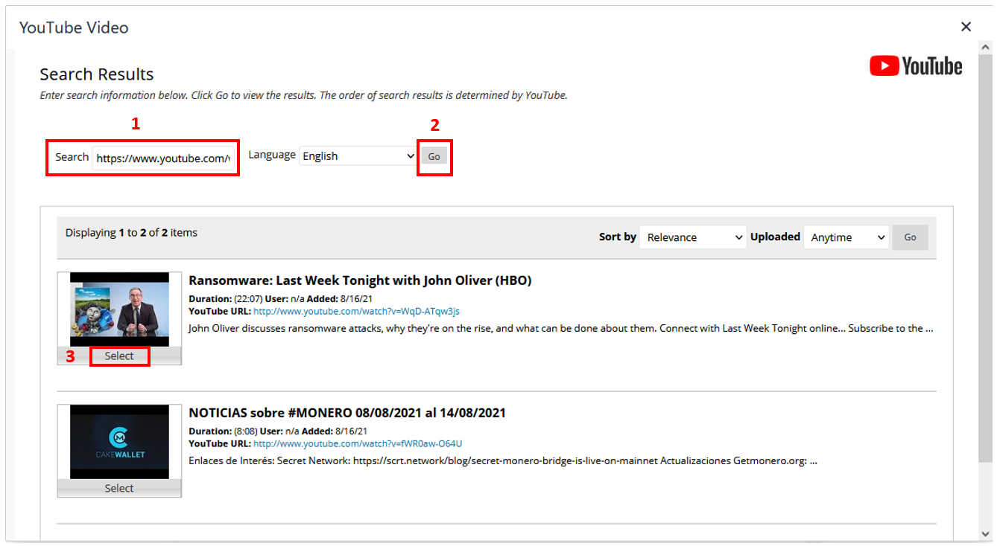 YouTube Video
YouTube
Search Results
Enter search information below. Click Go to view the results. The order of search results is determined by YouTube.
1
2
Search https://www.youtube.com/ Language English Go
Displaying 1 to 2 of 2 items Sort by Relevance Uploaded Anytime Go
Ransomware: Last Week Tonight with John Oliver (HBO)
Duration: (22:07) User: n/a Added: 8/16/21
YouTube URL: http://www.youtube.com/watch?v=WqD-ATqw3js
John Oliver discusses ransomware attacks, why they're on the rise, and what can be done about them. Connect with Last Week Tonight online... Subscribe to the ...
3 Select
NOTICIAS sobre #MONERO 08/08/2021 al 14/08/2021
Duration: (8:08) User: n/a Added: 8/16/21
YouTube URL: http://www.youtube.com/watch?v=fWR0aw-O64U
CAKEWALLET
Enlaces de Interés: Secret Network: https://scrt.network/blog/secret-monero-bridge-is-live-on-mainnet Actualizaciones Getmonero.org: ...
Select